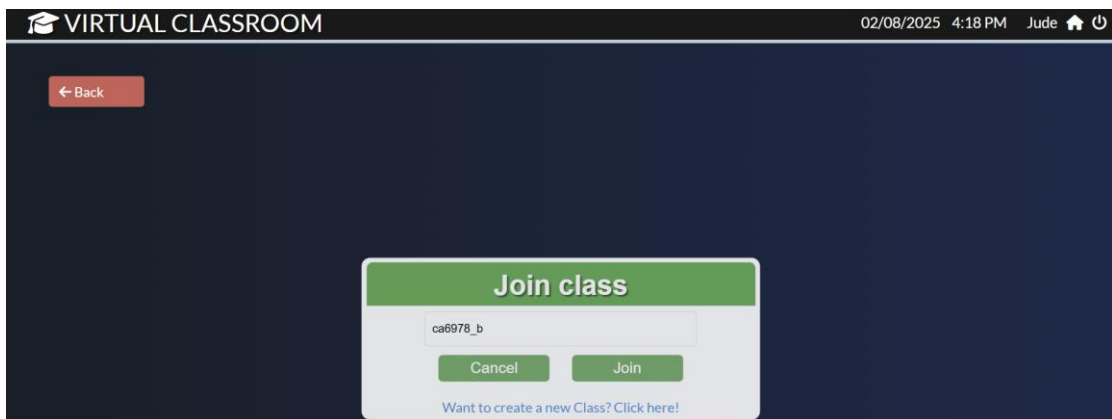 VIRTUAL CLASSROOM 02/08/2025 4:18 PM Jude
Back
Join class
ca6978_b
Cancel Join
Want to create a new Class? Click here!